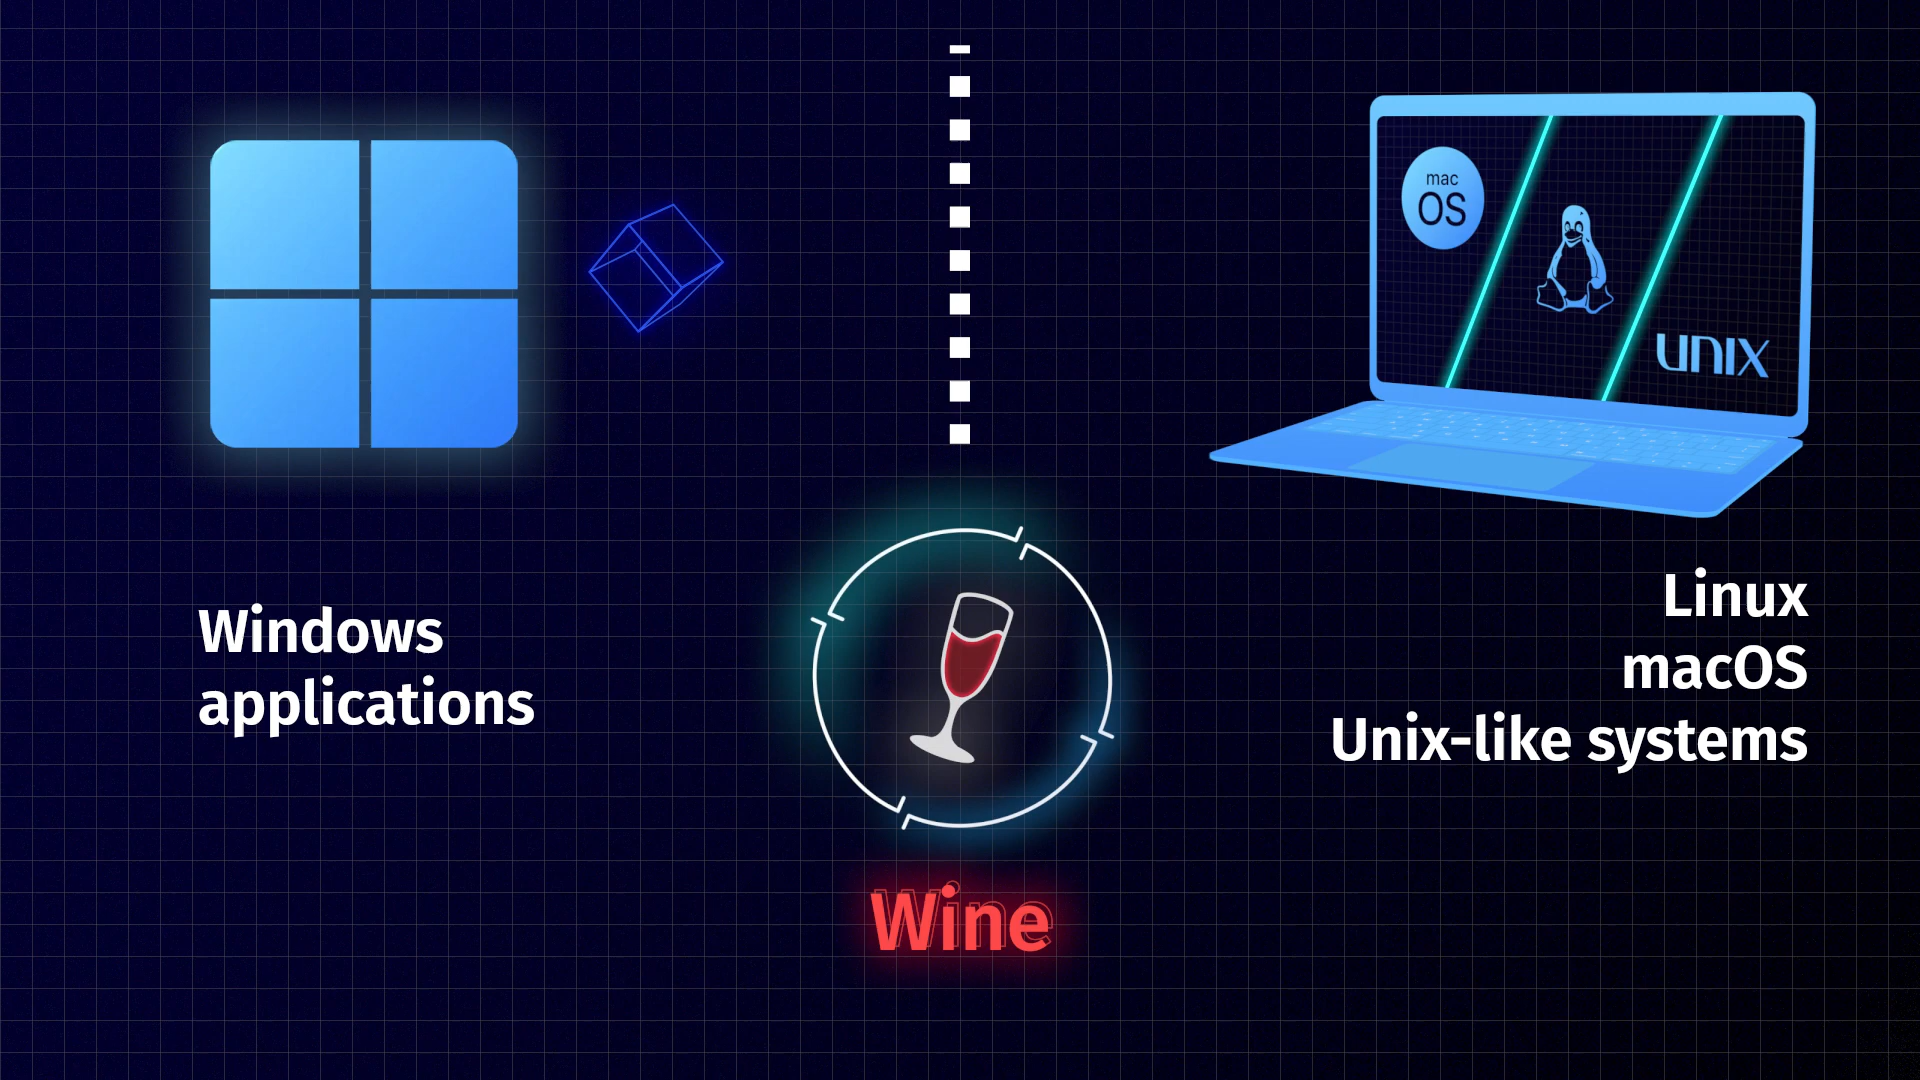 mac
OS
UNIX
Windows
applications
Linux
macOS
Unix-like systems
Wine